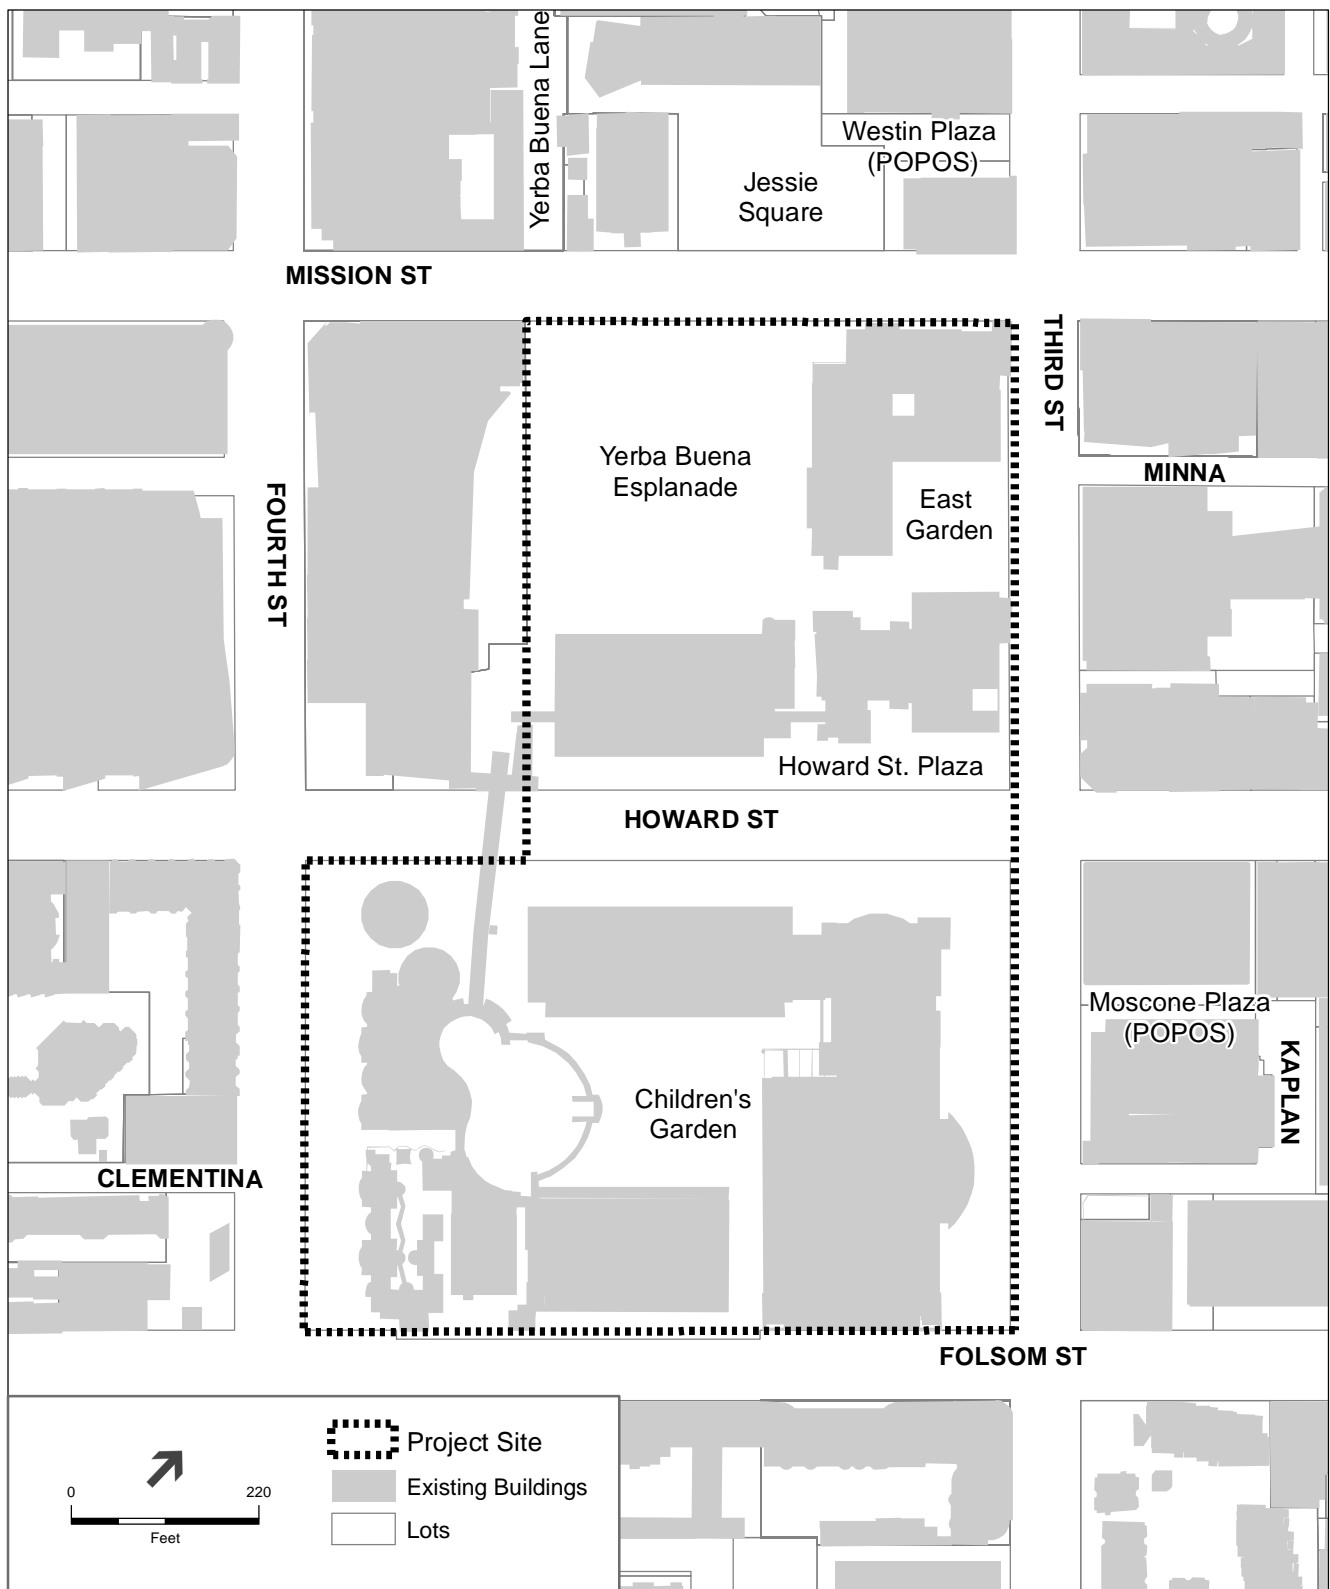 Yerba Buena Lane
Westin Plaza
(POPOS)
Jessie
Square
MISSION ST
THIRD ST
Yerba Buena
Esplanade
MINNA
East
Garden
FOURTH ST
Howard St. Plaza
HOWARD ST
Moscone Plaza
(POPOS)
KAPLAN
Children's
Garden
CLEMENTINA
FOLSOM ST
Project Site
Existing Buildings
Lots
0 220
Feet